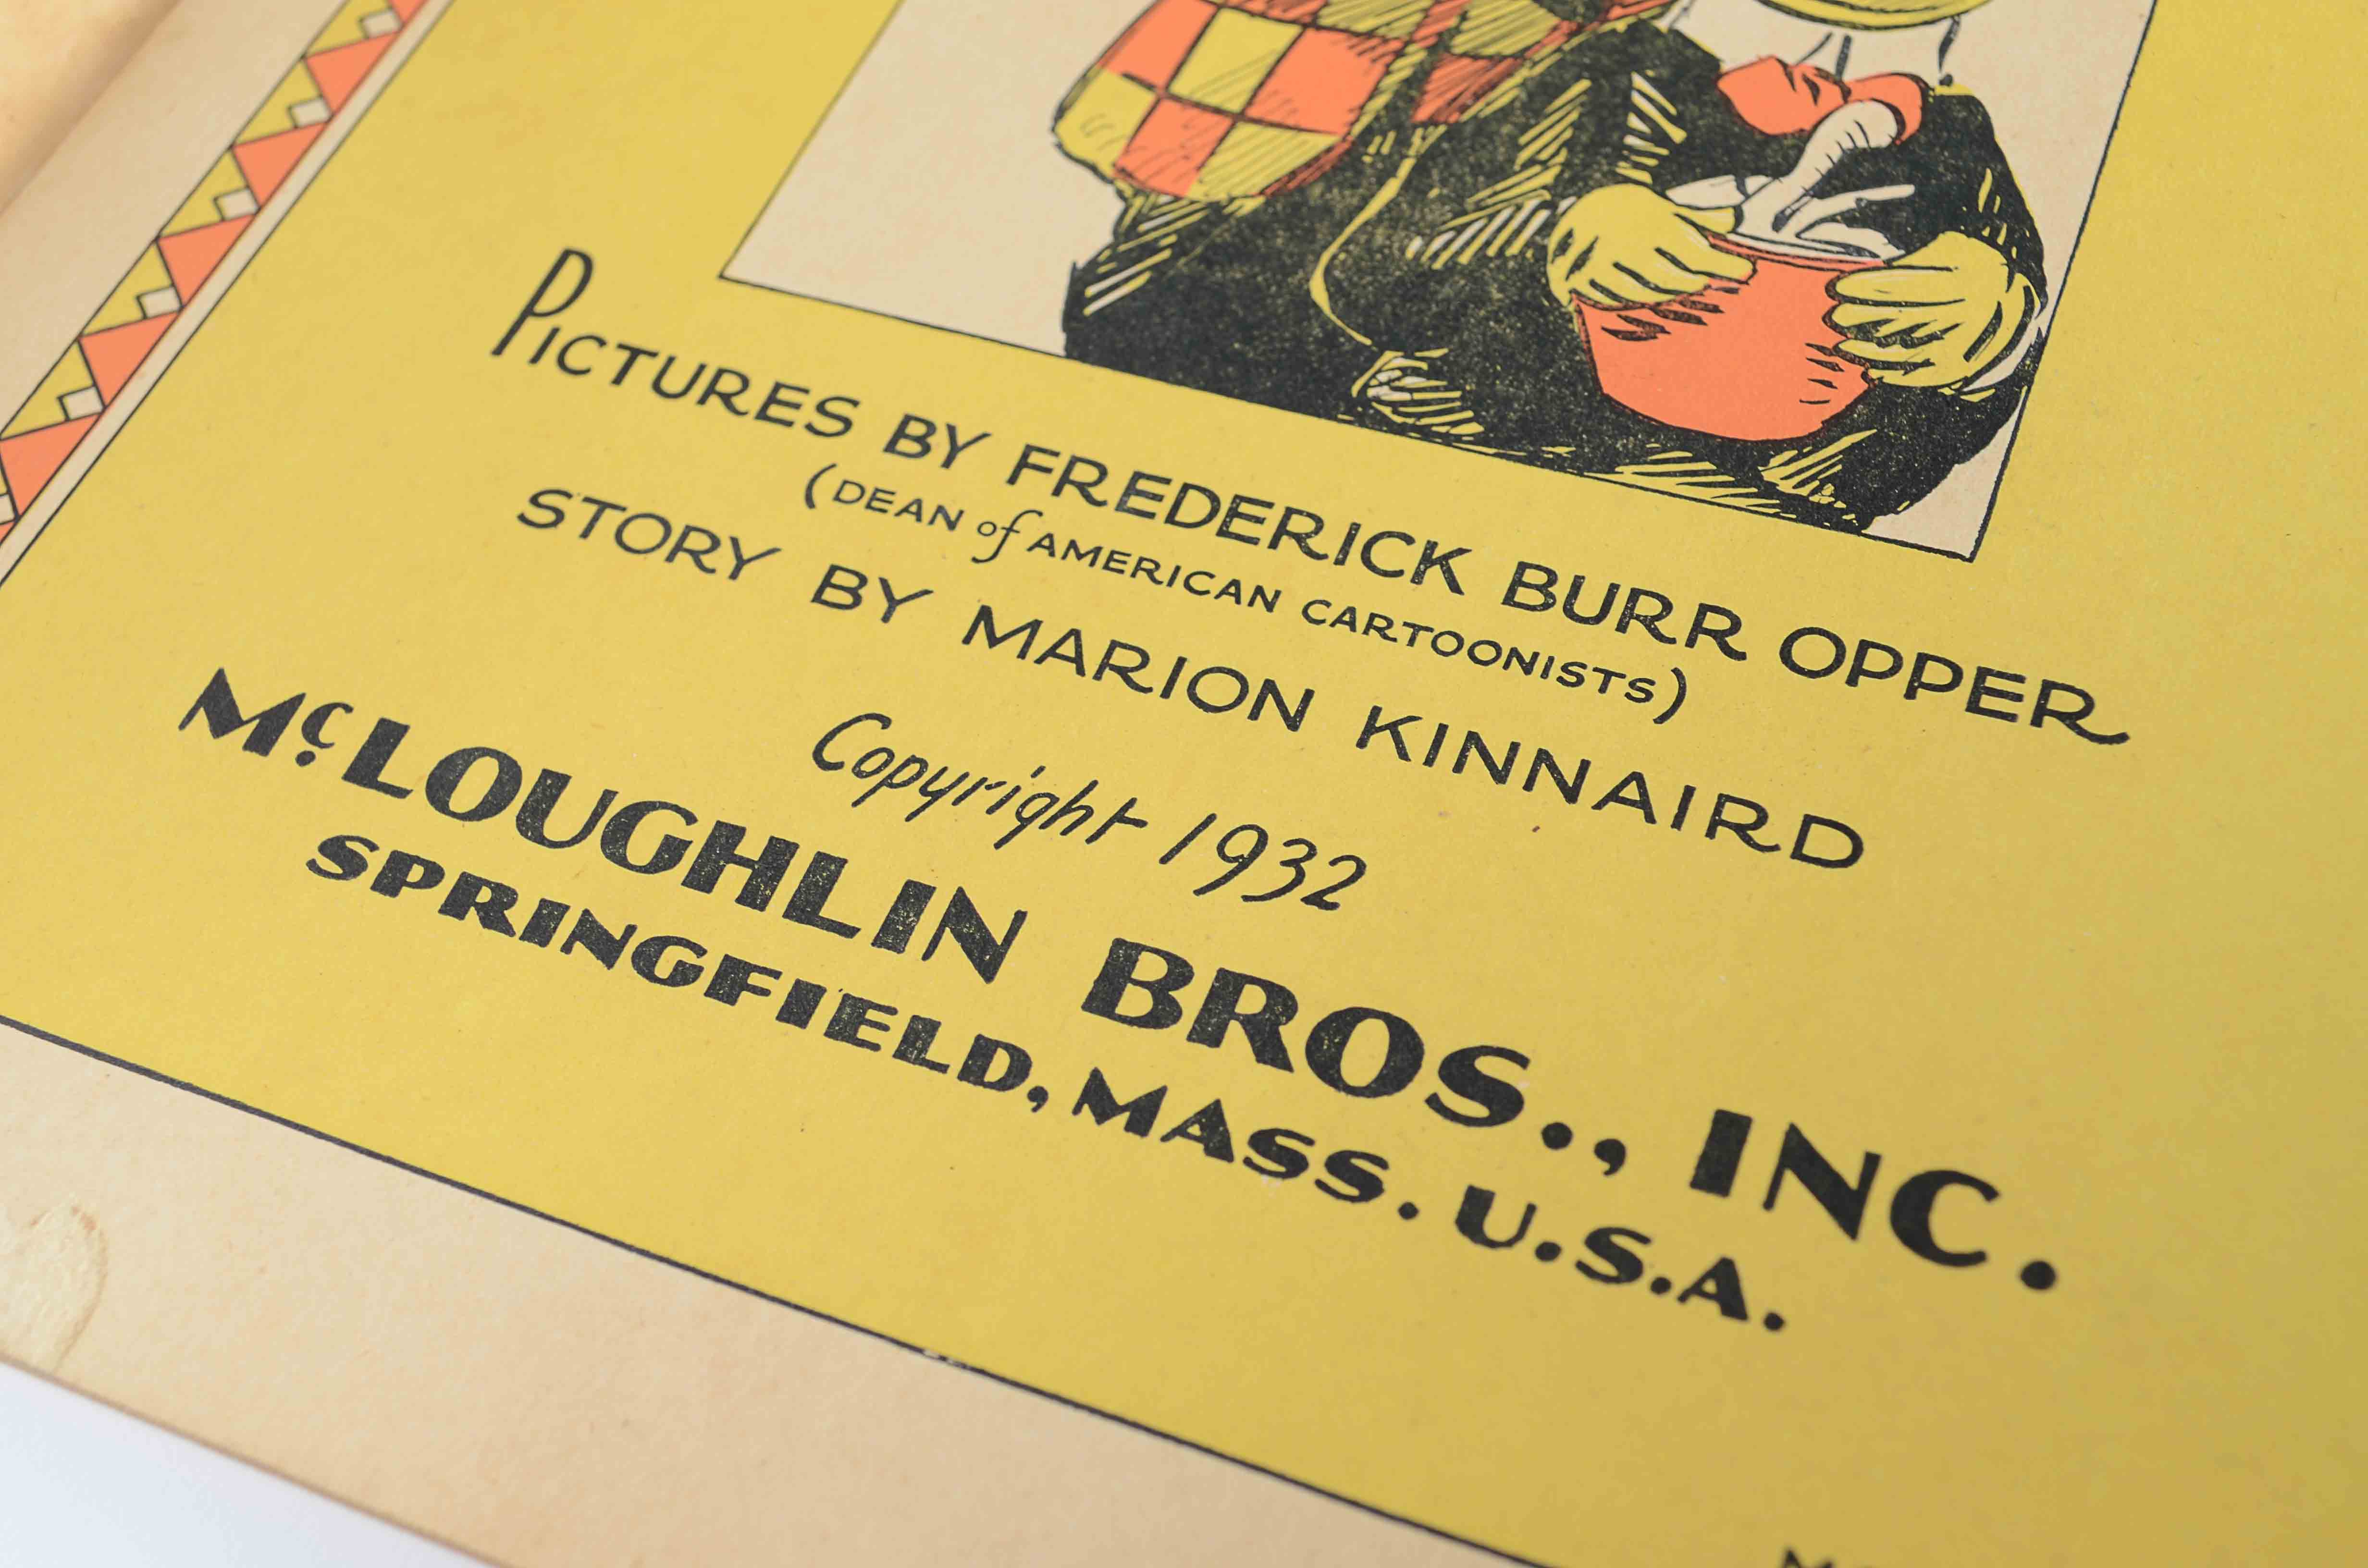 PICTURES BY FREDERICK BURR OPPER
(DEAN of AMERICAN CARTOONISTS)
STORY BY MARION KINNAIRD
Copyright 1932
McLOUGHLIN BROS., INC.
SPRINGFIELD, MASS. U.S.A.